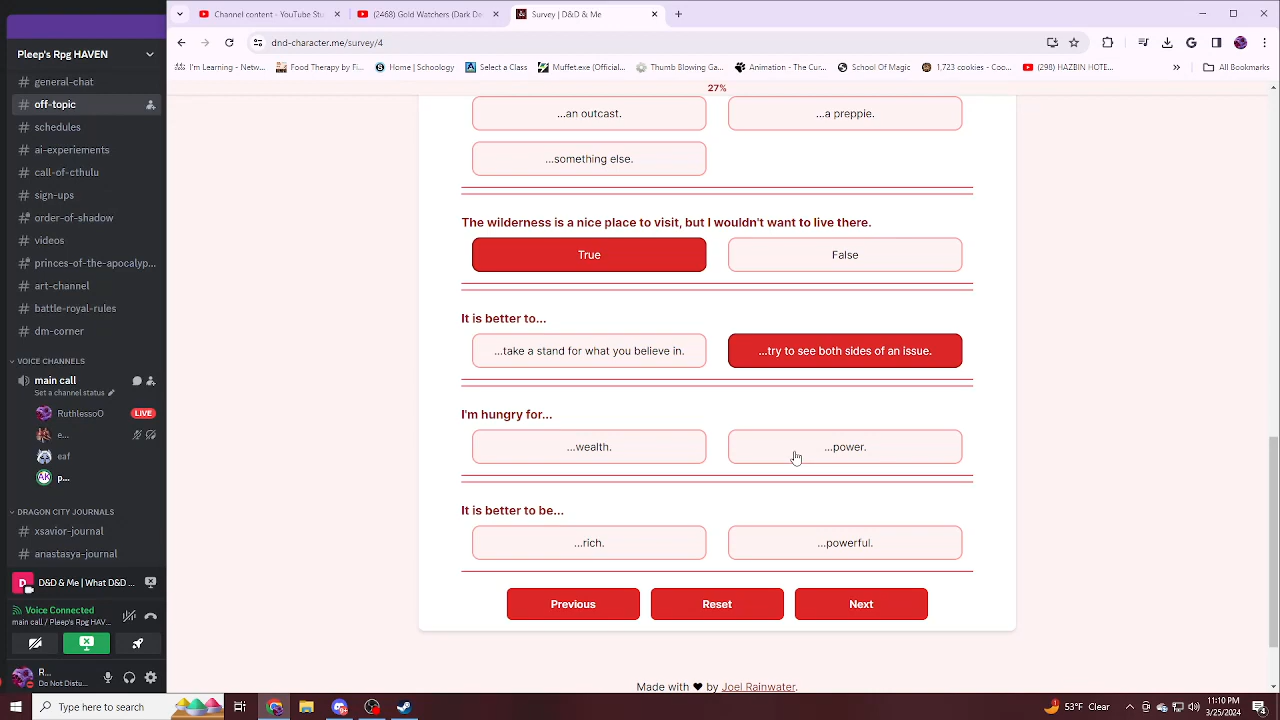 Channel content - YouTube Stu
(2468) Gold Watchers (Dark De
Survey | D&D & Me
dnd-character.me/survey/4
I'm Learning - Netw...
Food Therapy by Fi...
Home | Schoology
Select a Class
Muffet.exe (Official...
Thumb Blowing Ga...
Animation - The Cur...
School Of Magic
1,723 cookies - Coo...
(298) HAZBIN HOTE...
All Bookmarks
27%
Pleep's Rpg HAVEN
# general-chat
# off-topic
# schedules
# ai-experiements
# call-of-cthulu
# sign-ups
# order-of-shadow
# videos
# princes-of-the-apocalyp...
# art-channel
# battle-royal-rules
# dm-corner
VOICE CHANNELS
main call
Set a channel status
RuthlessoO LIVE
e...
eaf
AK p...
DRAGON CITY JOURNALS
# xsavior-journal
# anastasya-journal
D D&D & Me | What D&D ...
Voice Connected
main call / Pleep's Rpg HAV...
R...
Do Not Distu...
...an outcast.
...a preppie.
...something else.
The wilderness is a nice place to visit, but I wouldn't want to live there.
True
False
It is better to...
...take a stand for what you believe in.
...try to see both sides of an issue.
I'm hungry for...
...wealth.
...power.
It is better to be...
...rich.
...powerful.
Previous
Reset
Next
Made with ♥ by Joel Rainwater.
Type here to search
53°F Clear
11:10 PM
3/25/2024